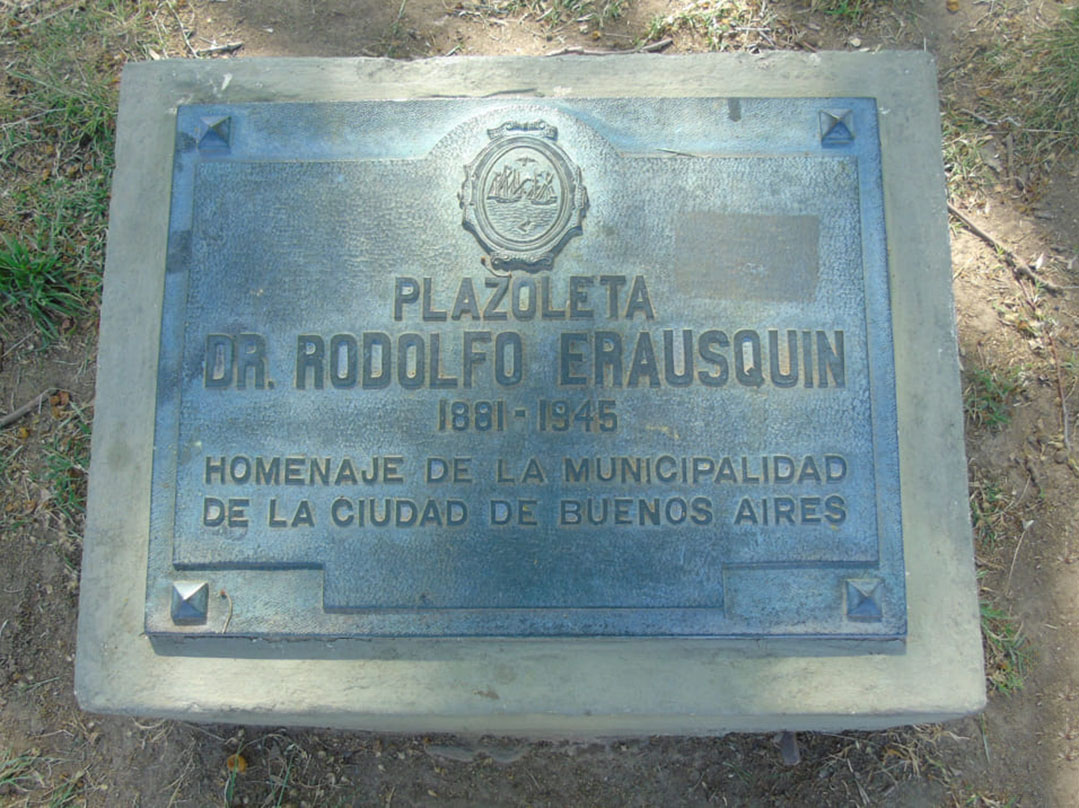 PLAZOLETA
DR. RODOLFO ERAUSQUIN
1881 - 1945
HOMENAJE DE LA MUNICIPALIDAD
DE LA CIUDAD DE BUENOS AIRES